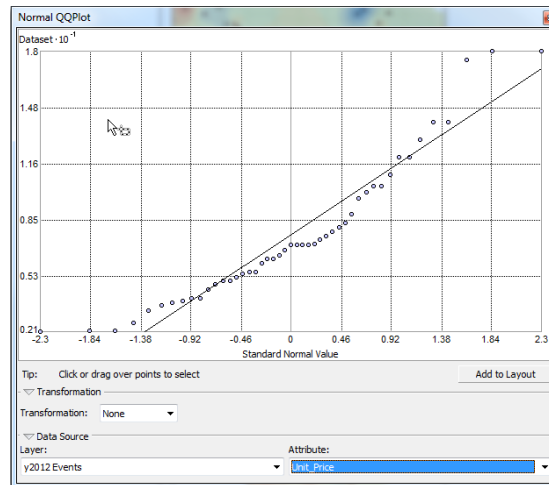 Normal QQPlot
Dataset · 10 -1
1.8
1.48
1.16
0.85
0.53
0.21
-2.3 -1.84 -1.38 -0.92 -0.46 0 0.46 0.92 1.38 1.84 2.3
Standard Normal Value
Tip: Click or drag over points to select Add to Layout
Transformation
Transformation: None
Data Source
Layer: Attribute:
y2012 Events Unit_Price